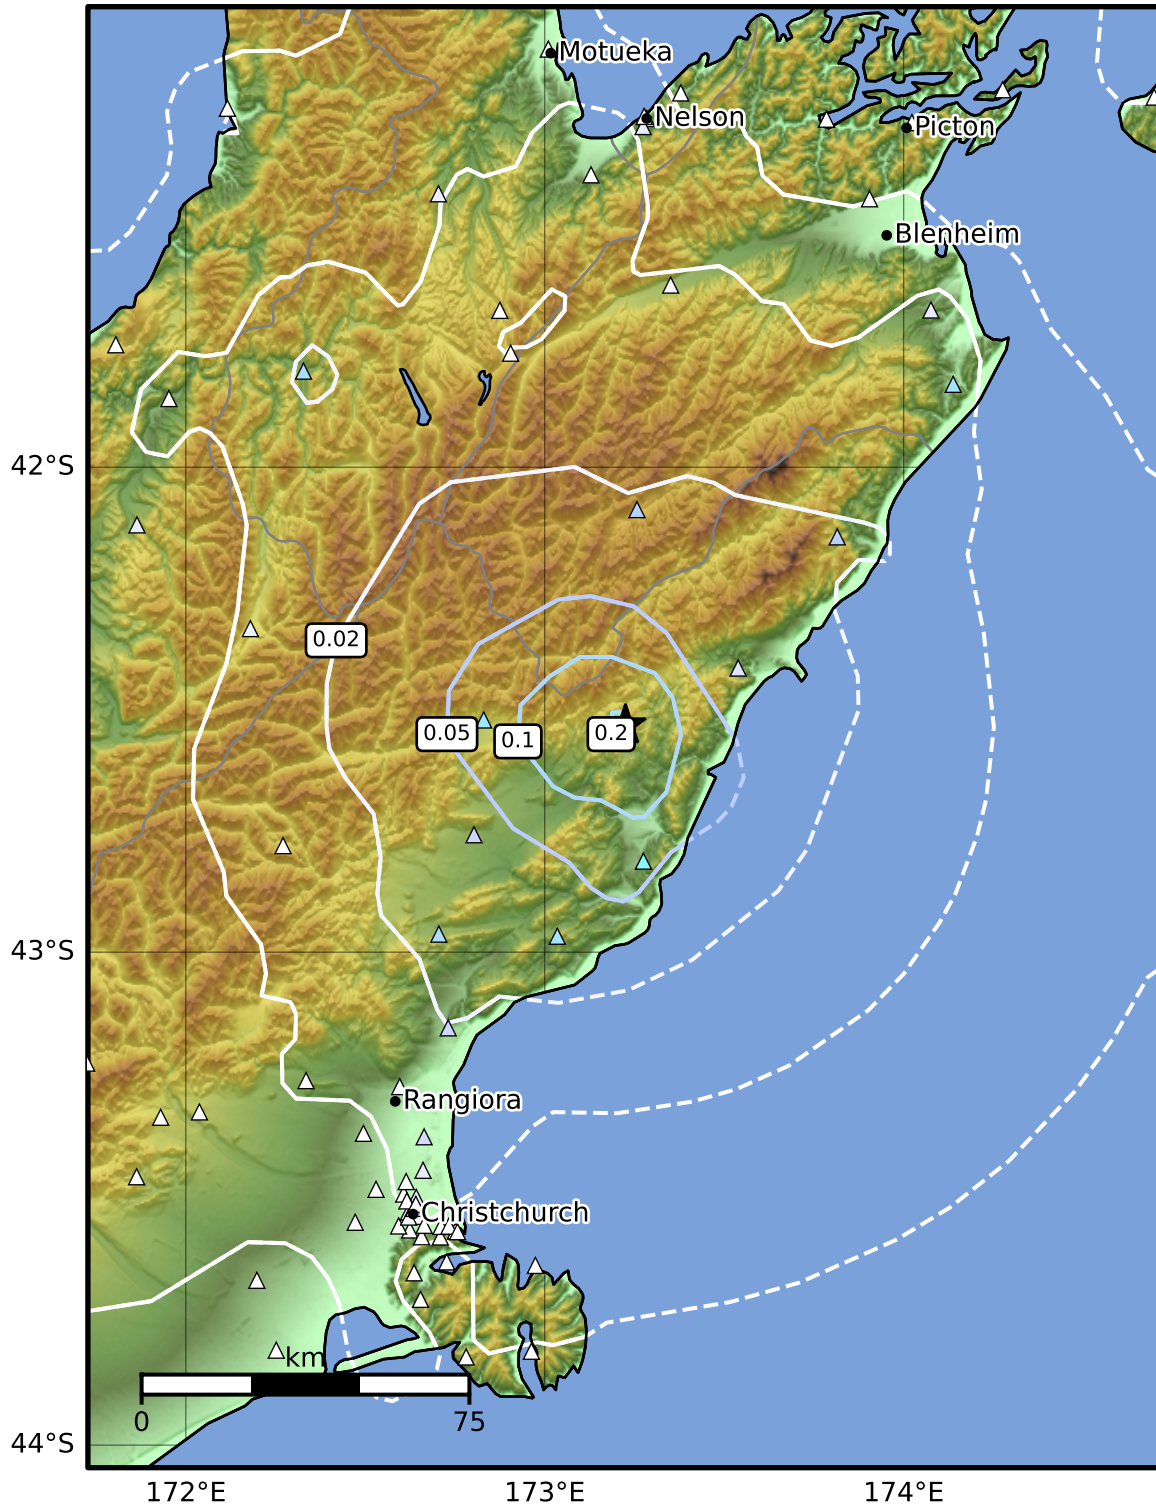 Motueka
Nelson
Picton
Blenheim
42°S
0.02
0.05
0.1
0.2
43°S
Rangiora
Christchurch
km
0
75
44°S
172°E
173°E
174°E